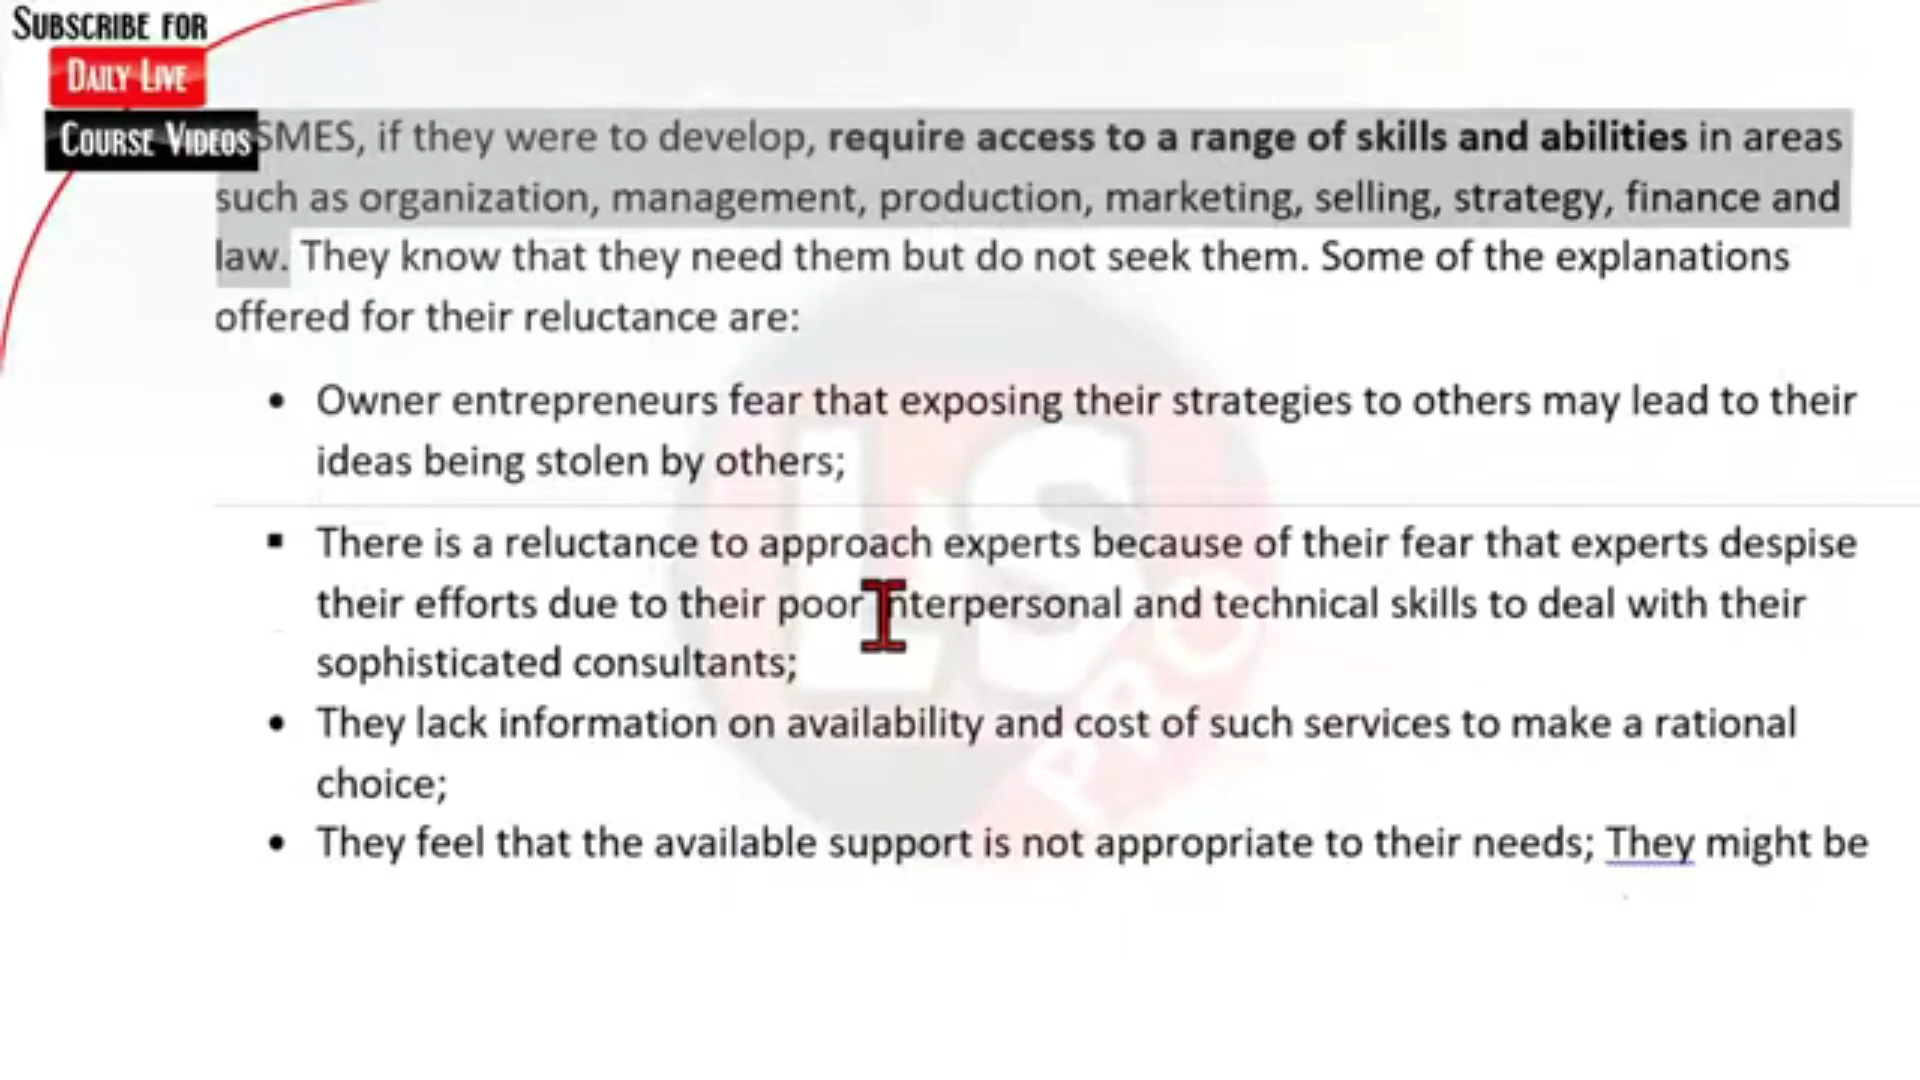 SUBSCRIBE FOR
DAILY LIVE
COURSE VIDEOS
SMES, if they were to develop, require access to a range of skills and abilities in areas
such as organization, management, production, marketing, selling, strategy, finance and
law. They know that they need them but do not seek them. Some of the explanations
offered for their reluctance are:
• Owner entrepreneurs fear that exposing their strategies to others may lead to their
ideas being stolen by others;
▪ There is a reluctance to approach experts because of their fear that experts despise
their efforts due to their poor interpersonal and technical skills to deal with their
sophisticated consultants;
• They lack information on availability and cost of such services to make a rational
choice;
• They feel that the available support is not appropriate to their needs; They might be
LS
PRO